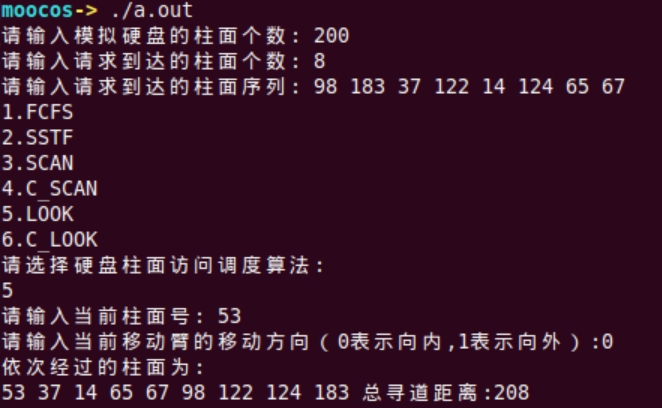 moocos-> ./a.out
请输入模拟硬盘的柱面个数: 200
请输入请求到达的柱面个数: 8
请输入请求到达的柱面序列: 98 183 37 122 14 124 65 67
1.FCFS
2.SSTF
3.SCAN
4.C_SCAN
5.LOOK
6.C_LOOK
请选择硬盘柱面访问调度算法:
5
请输入当前柱面号: 53
请输入当前移动臂的移动方向（0表示向内,1表示向外）:0
依次经过的柱面为:
53 37 14 65 67 98 122 124 183 总寻道距离:208